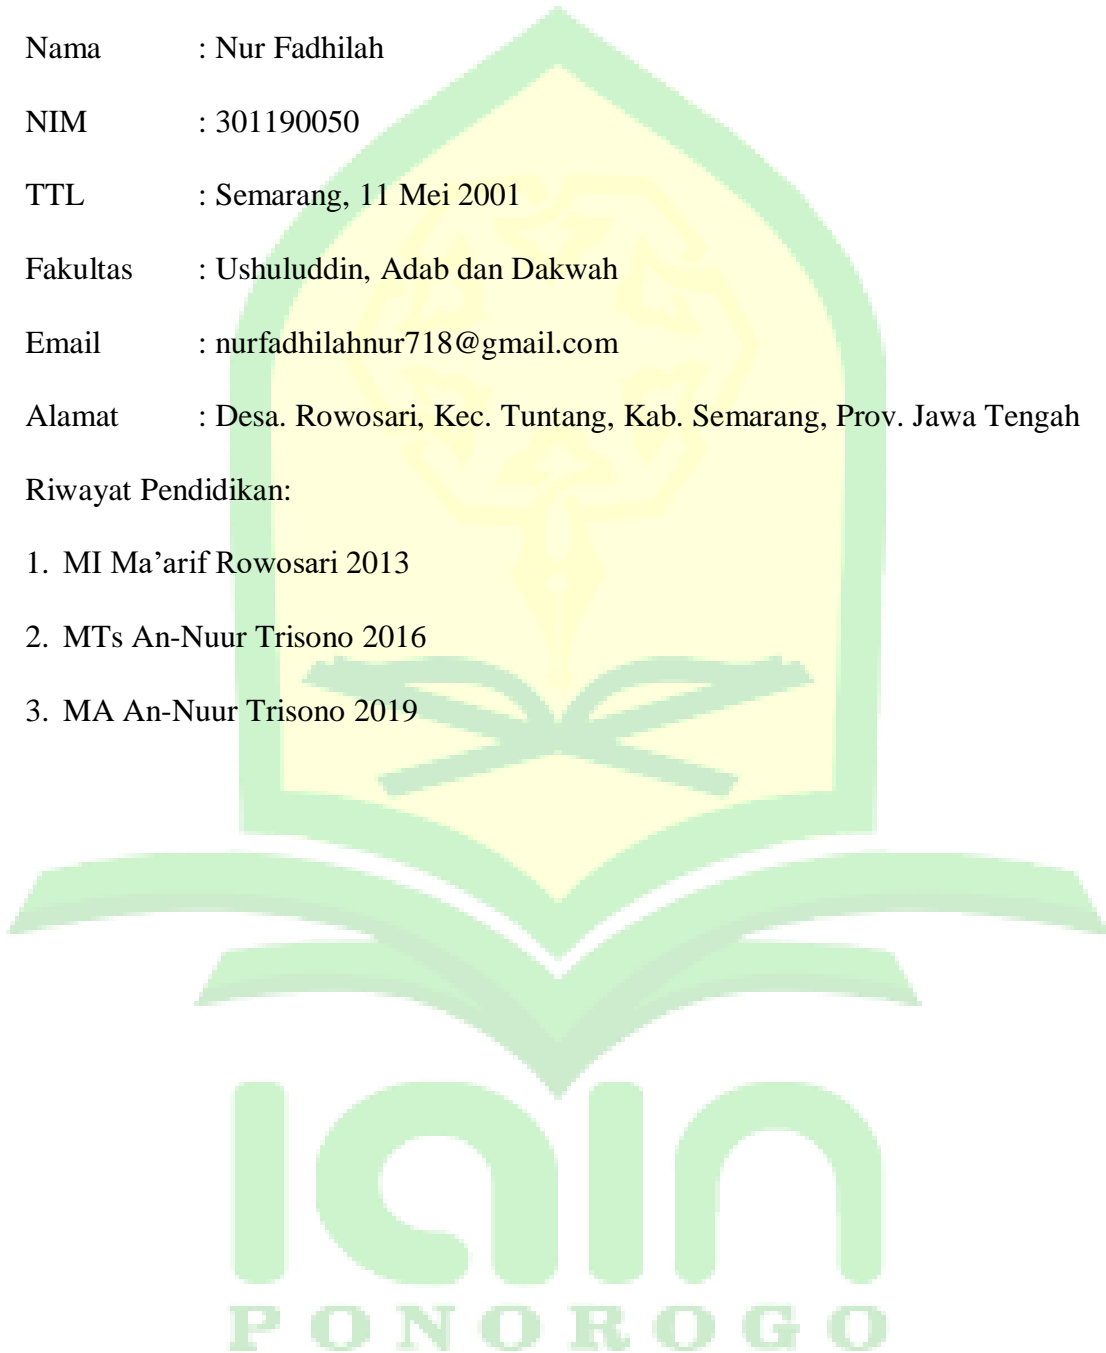 Nama : Nur Fadhilah
NIM : 301190050
TTL : Semarang, 11 Mei 2001
Fakultas : Ushuluddin, Adab dan Dakwah
Email : nurfadhilahnur718@gmail.com
Alamat : Desa. Rowosari, Kec. Tuntang, Kab. Semarang, Prov. Jawa Tengah
Riwayat Pendidikan:
1. MI Ma’arif Rowosari 2013
2. MTs An-Nuur Trisono 2016
3. MA An-Nuur Trisono 2019
iain
PONOROGO